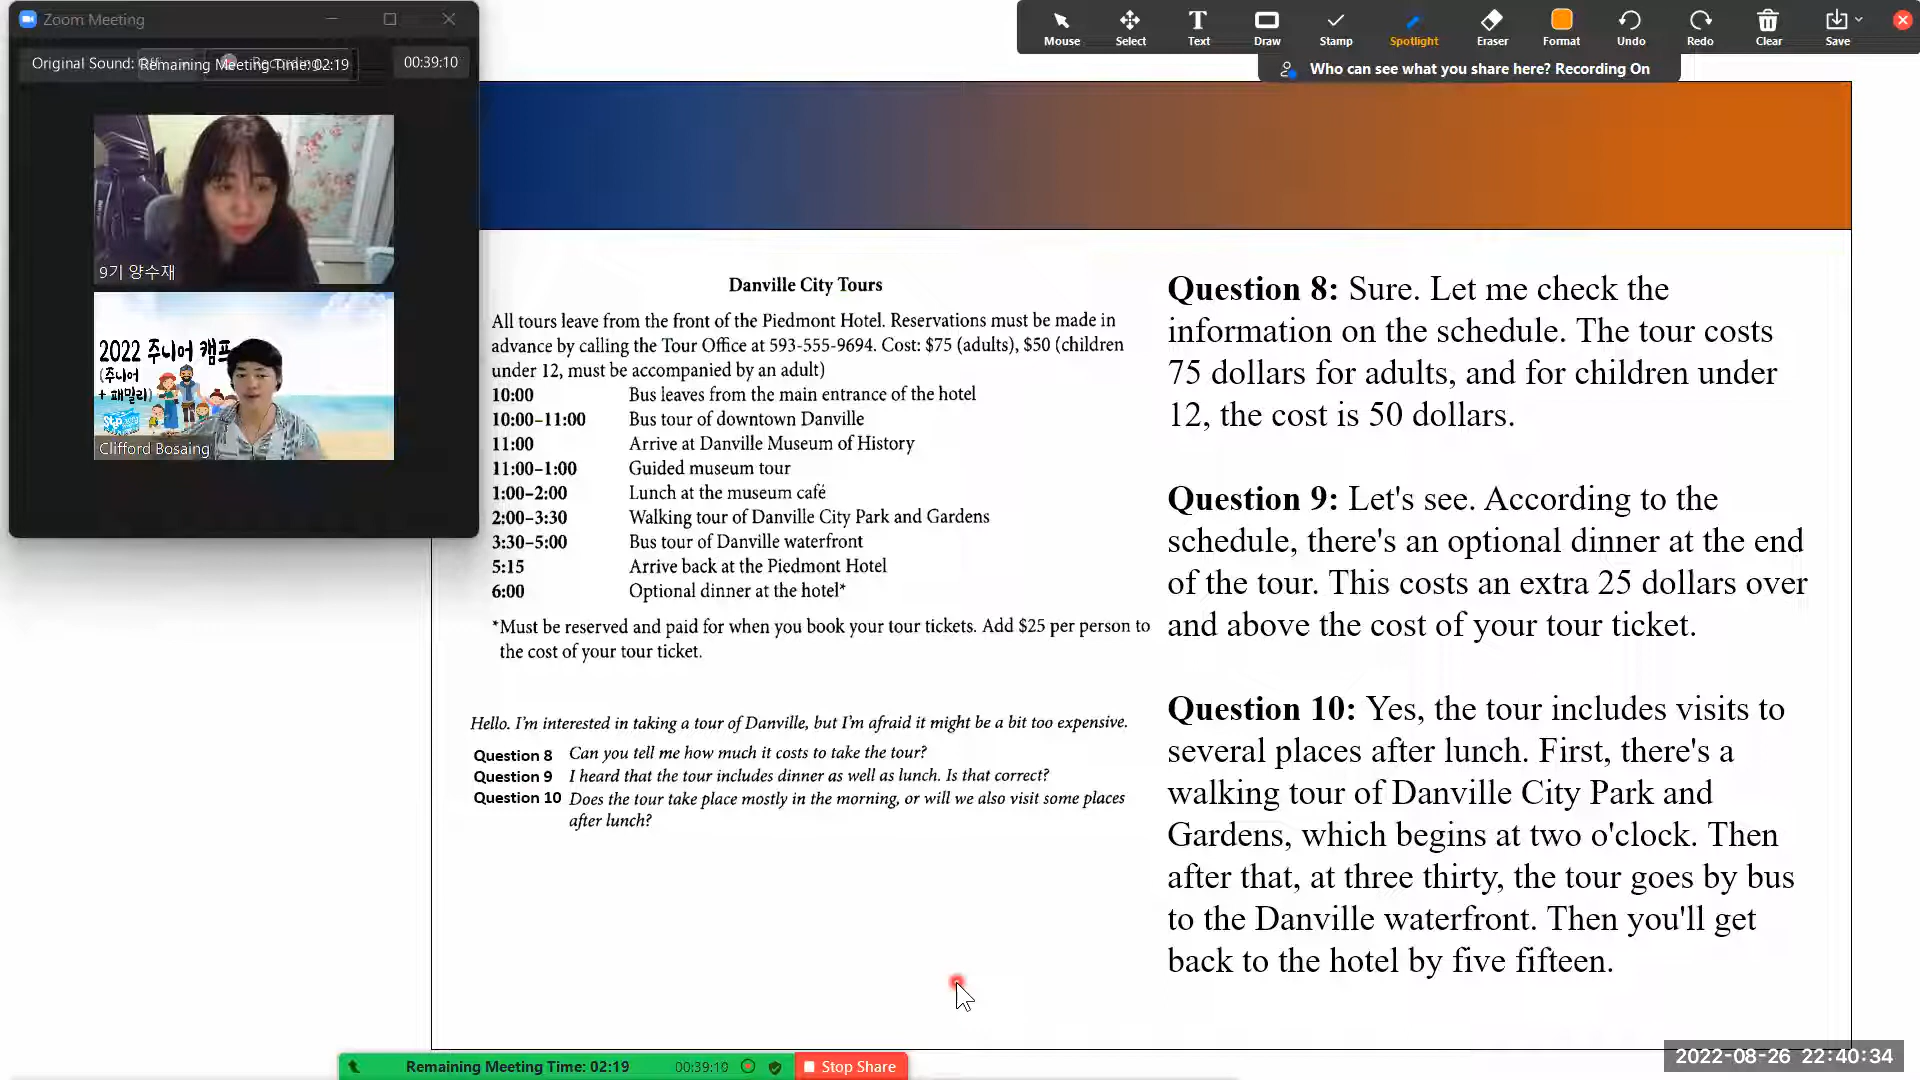 Zoom Meeting
Original Sound:
Remaining Meeting Time: 02:19
00:39:10
9기 양수재
2022 주니어 캠프
(주니어
+ 패밀리)
Clifford Bosaing
Mouse
Select
Text
Draw
Stamp
Spotlight
Eraser
Format
Undo
Redo
Clear
Save
Who can see what you share here? Recording On
Danville City Tours
All tours leave from the front of the Piedmont Hotel. Reservations must be made in
advance by calling the Tour Office at 593-555-9694. Cost: $75 (adults), $50 (children
under 12, must be accompanied by an adult)
10:00 Bus leaves from the main entrance of the hotel
10:00–11:00 Bus tour of downtown Danville
11:00 Arrive at Danville Museum of History
11:00–1:00 Guided museum tour
1:00–2:00 Lunch at the museum café
2:00–3:30 Walking tour of Danville City Park and Gardens
3:30–5:00 Bus tour of Danville waterfront
5:15 Arrive back at the Piedmont Hotel
6:00 Optional dinner at the hotel*
*Must be reserved and paid for when you book your tour tickets. Add $25 per person to
the cost of your tour ticket.
Hello. I'm interested in taking a tour of Danville, but I'm afraid it might be a bit too expensive.
Question 8 Can you tell me how much it costs to take the tour?
Question 9 I heard that the tour includes dinner as well as lunch. Is that correct?
Question 10 Does the tour take place mostly in the morning, or will we also visit some places
after lunch?
Question 8: Sure. Let me check the
information on the schedule. The tour costs
75 dollars for adults, and for children under
12, the cost is 50 dollars.
Question 9: Let's see. According to the
schedule, there's an optional dinner at the end
of the tour. This costs an extra 25 dollars over
and above the cost of your tour ticket.
Question 10: Yes, the tour includes visits to
several places after lunch. First, there's a
walking tour of Danville City Park and
Gardens, which begins at two o'clock. Then
after that, at three thirty, the tour goes by bus
to the Danville waterfront. Then you'll get
back to the hotel by five fifteen.
Remaining Meeting Time: 02:19
00:39:10
Stop Share
2022-08-26 22:40:34